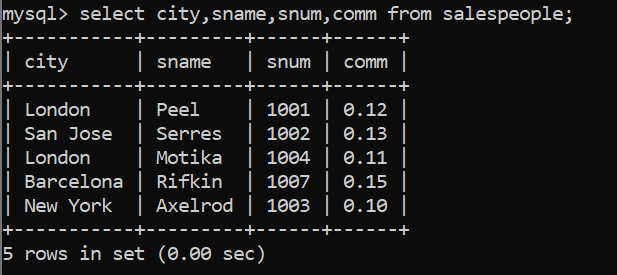 mysql> select city,sname,snum,comm from salespeople;
+-----------+---------+------+------+
| city      | sname   | snum | comm |
+-----------+---------+------+------+
| London    | Peel    | 1001 | 0.12 |
| San Jose  | Serres  | 1002 | 0.13 |
| London    | Motika  | 1004 | 0.11 |
| Barcelona | Rifkin  | 1007 | 0.15 |
| New York  | Axelrod | 1003 | 0.10 |
+-----------+---------+------+------+
5 rows in set (0.00 sec)